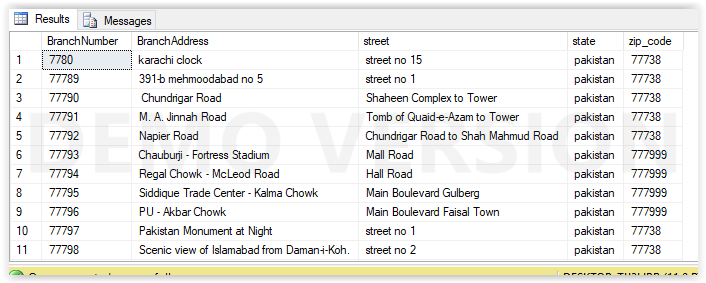 Results Messages
BranchNumber BranchAddress street state zip_code
1 7780 karachi clock street no 15 pakistan 77738
2 77789 391-b mehmoodabad no 5 street no 1 pakistan 77738
3 77790 Chundrigar Road Shaheen Complex to Tower pakistan 77738
4 77791 M. A. Jinnah Road Tomb of Quaid-e-Azam to Tower pakistan 77738
5 77792 Napier Road Chundrigar Road to Shah Mahmud Road pakistan 77738
6 77793 Chauburji - Fortress Stadium Mall Road pakistan 777999
7 77794 Regal Chowk - McLeod Road Hall Road pakistan 777999
8 77795 Siddique Trade Center - Kalma Chowk Main Boulevard Gulberg pakistan 777999
9 77796 PU - Akbar Chowk Main Boulevard Faisal Town pakistan 777999
10 77797 Pakistan Monument at Night street no 1 pakistan 77738
11 77798 Scenic view of Islamabad from Daman-i-Koh. street no 2 pakistan 77738
DEMO VERSION